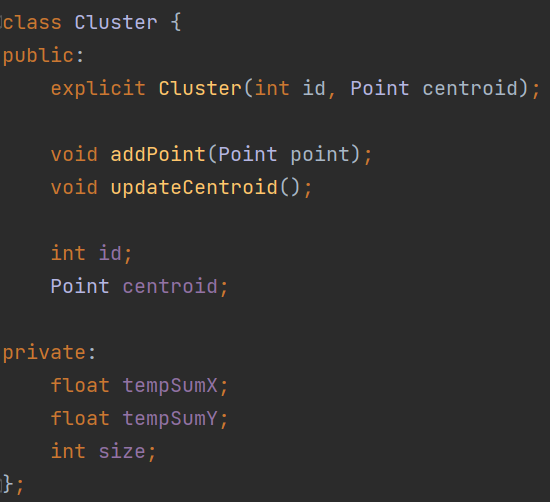 class Cluster {
public:
    explicit Cluster(int id, Point centroid);

    void addPoint(Point point);
    void updateCentroid();

    int id;
    Point centroid;

private:
    float tempSumX;
    float tempSumY;
    int size;
};